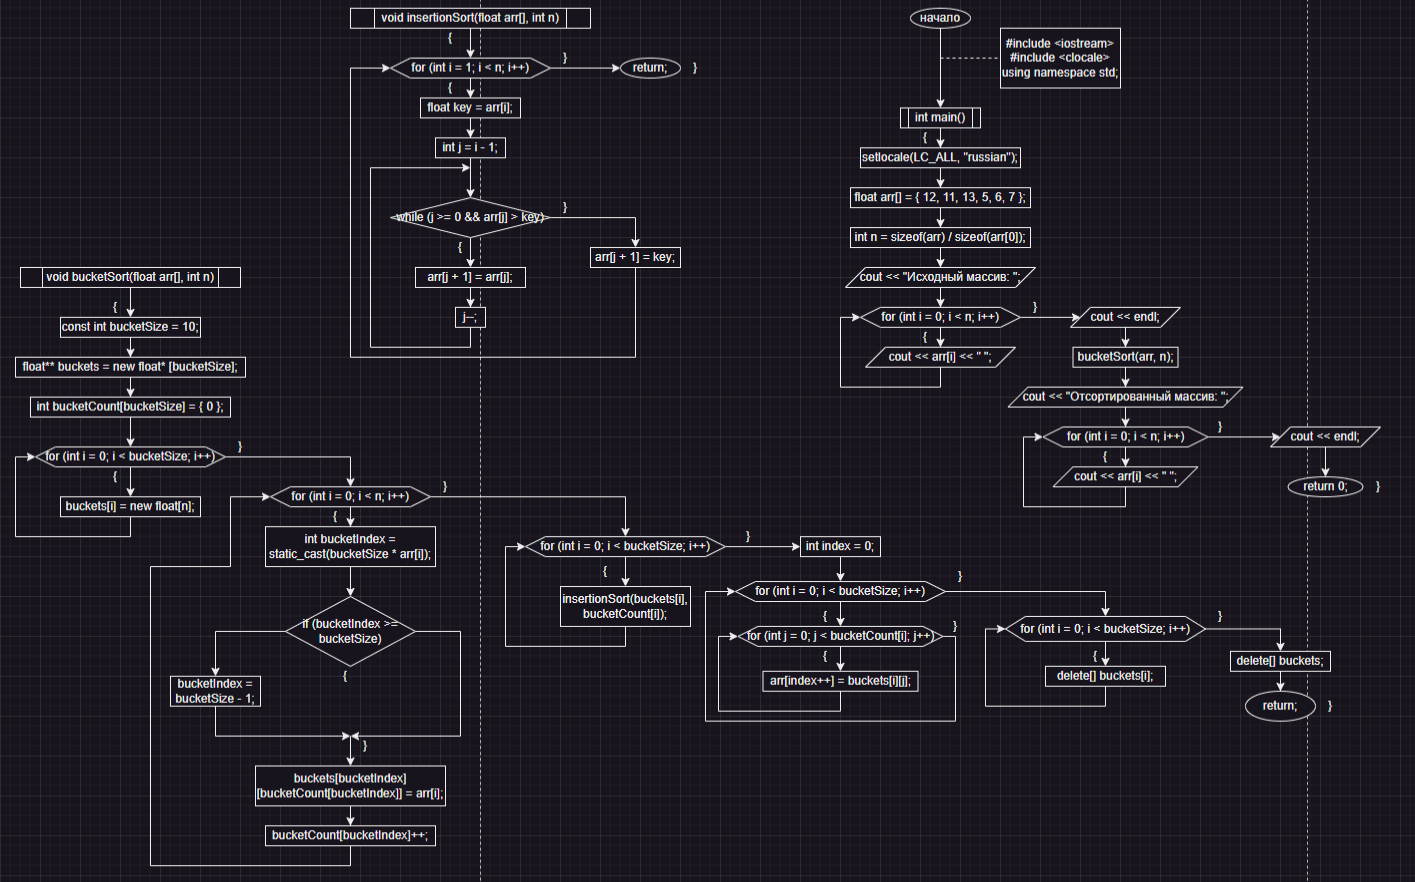 void insertionSort(float arr[], int n)
{
for (int i = 1; i < n; i++)
}
return;
}
{
float key = arr[i];
int j = i - 1;
while (j >= 0 && arr[j] > key)
}
{
arr[j + 1] = key;
arr[j + 1] = arr[j];
j--;
void bucketSort(float arr[], int n)
{
const int bucketSize = 10;
float** buckets = new float* [bucketSize];
int bucketCount[bucketSize] = { 0 };
for (int i = 0; i < bucketSize; i++)
}
{
buckets[i] = new float[n];
for (int i = 0; i < n; i++)
}
{
int bucketIndex =
static_cast(bucketSize * arr[i]);
if (bucketIndex >=
bucketSize)
{
bucketIndex =
bucketSize - 1;
}
buckets[bucketIndex]
[bucketCount[bucketIndex]] = arr[i];
bucketCount[bucketIndex]++;
for (int i = 0; i < bucketSize; i++)
}
{
insertionSort(buckets[i],
bucketCount[i]);
int index = 0;
for (int i = 0; i < bucketSize; i++)
}
{
for (int j = 0; j < bucketCount[i]; j++)
}
{
arr[index++] = buckets[i][j];
for (int i = 0; i < bucketSize; i++)
}
{
delete[] buckets[i];
delete[] buckets;
return;
}
начало
#include <iostream>
#include <clocale>
using namespace std;
int main()
{
setlocale(LC_ALL, "russian");
float arr[] = { 12, 11, 13, 5, 6, 7 };
int n = sizeof(arr) / sizeof(arr[0]);
cout << "Исходный массив: ";
for (int i = 0; i < n; i++)
}
{
cout << arr[i] << " ";
cout << endl;
bucketSort(arr, n);
cout << "Отсортированный массив: ";
for (int i = 0; i < n; i++)
}
{
cout << arr[i] << " ";
cout << endl;
return 0;
}